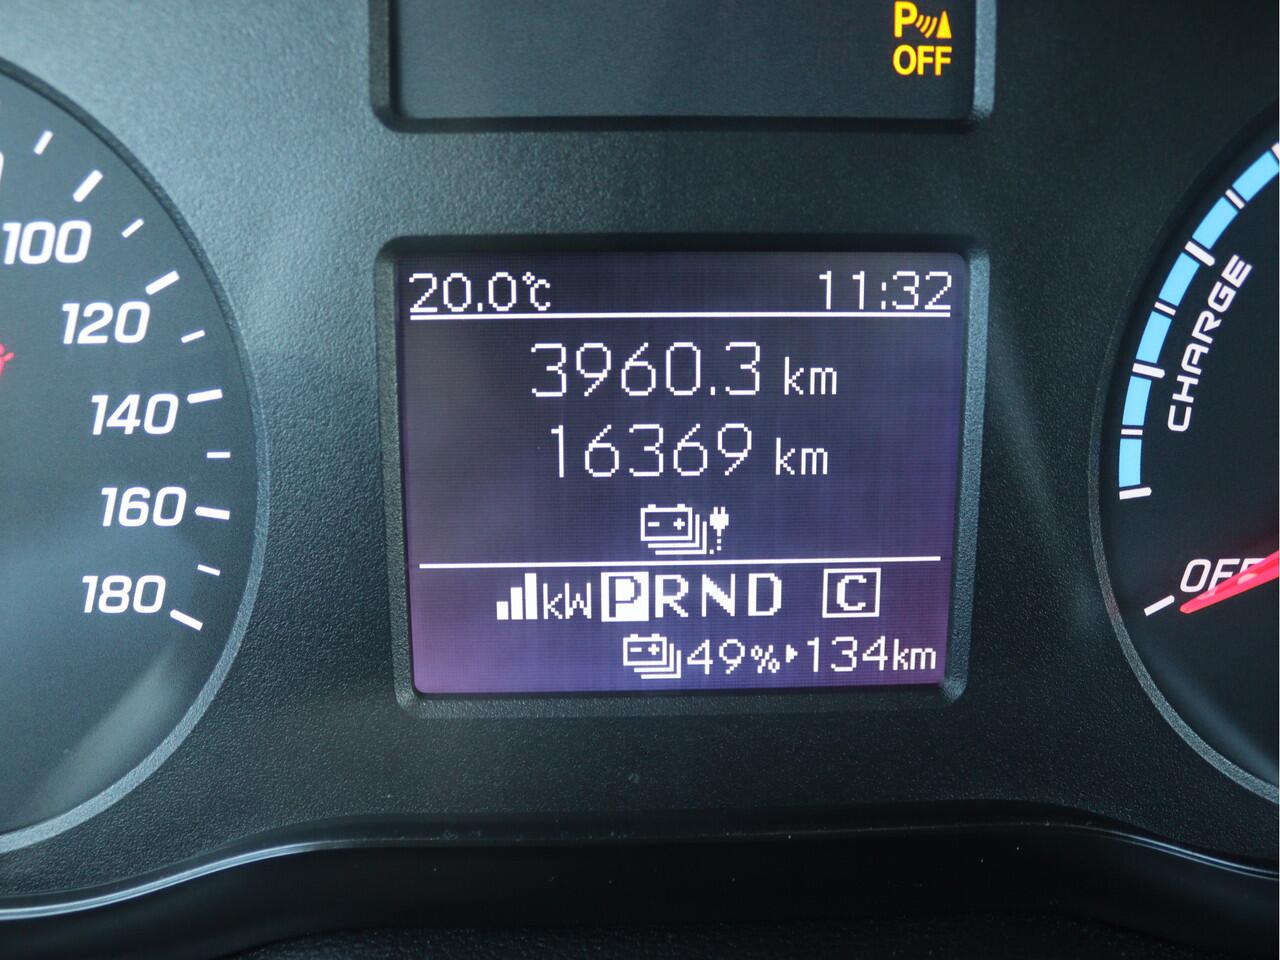 P
OFF
100
120
140
160
180
20.0°C 11:32
3960.3 km
16369 km
kW PRND C
49%▸134km
CHARGE
OFF